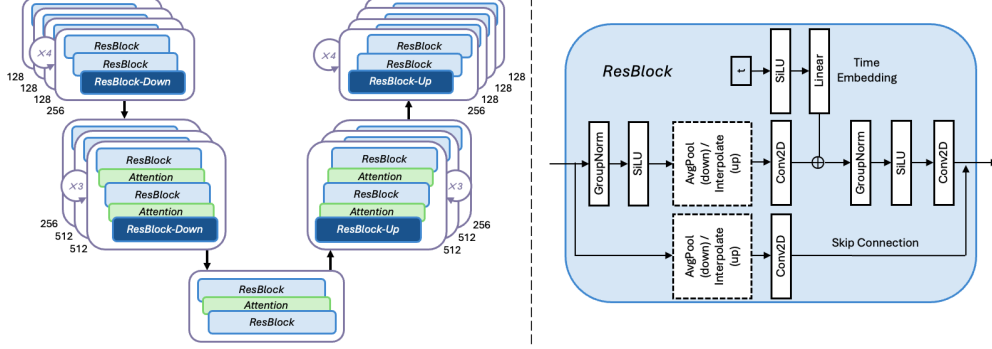 ×4
ResBlock
ResBlock
ResBlock-Down
128
128
128
128
256
×3
ResBlock
Attention
ResBlock
Attention
ResBlock-Down
256
512
512
ResBlock
Attention
ResBlock
×4
ResBlock
ResBlock
ResBlock-Up
128
128
128
128
256
ResBlock
Attention
ResBlock
Attention
ResBlock-Up
×3
256
512
512
ResBlock
t
SiLU
Linear
Time
Embedding
GroupNorm
SiLU
AvgPool
(down) /
Interpolate
(up)
Conv2D
GroupNorm
SiLU
Conv2D
AvgPool
(down) /
Interpolate
(up)
Conv2D
Skip Connection